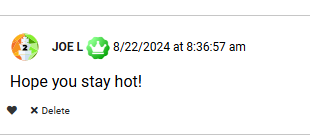 2 JOE L 8/22/2024 at 8:36:57 am
Hope you stay hot!
Delete